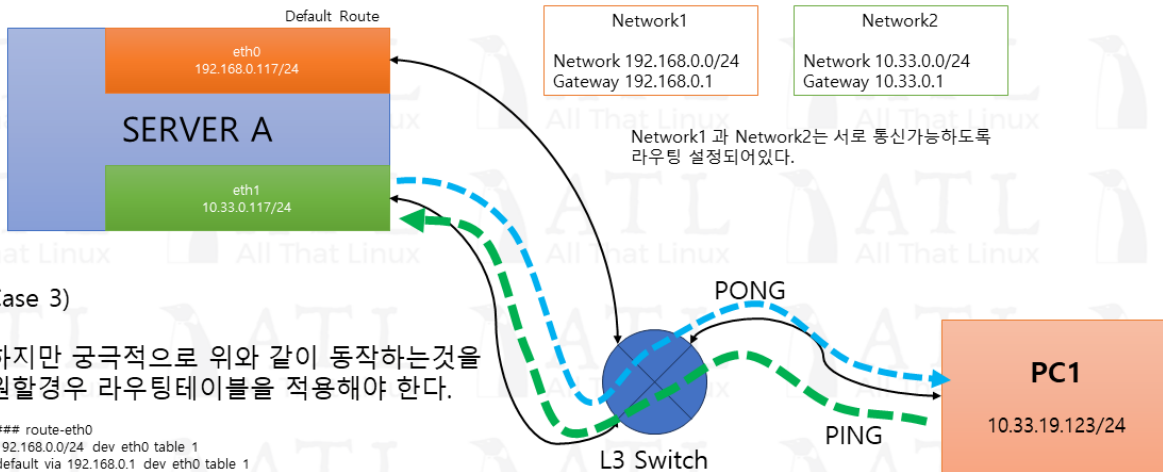 Default Route
eth0
192.168.0.117/24
SERVER A
eth1
10.33.0.117/24
Network1
Network 192.168.0.0/24
Gateway 192.168.0.1
Network2
Network 10.33.0.0/24
Gateway 10.33.0.1
Network1 과 Network2는 서로 통신가능하도록
라우팅 설정되어있다.
ase 3)
하지만 궁극적으로 위와 같이 동작하는것을
원할경우 라우팅테이블을 적용해야 한다.
## route-eth0
92.168.0.0/24 dev eth0 table 1
default via 192.168.0.1 dev eth0 table 1
PONG
PING
L3 Switch
PC1
10.33.19.123/24
ATL
All That Linux